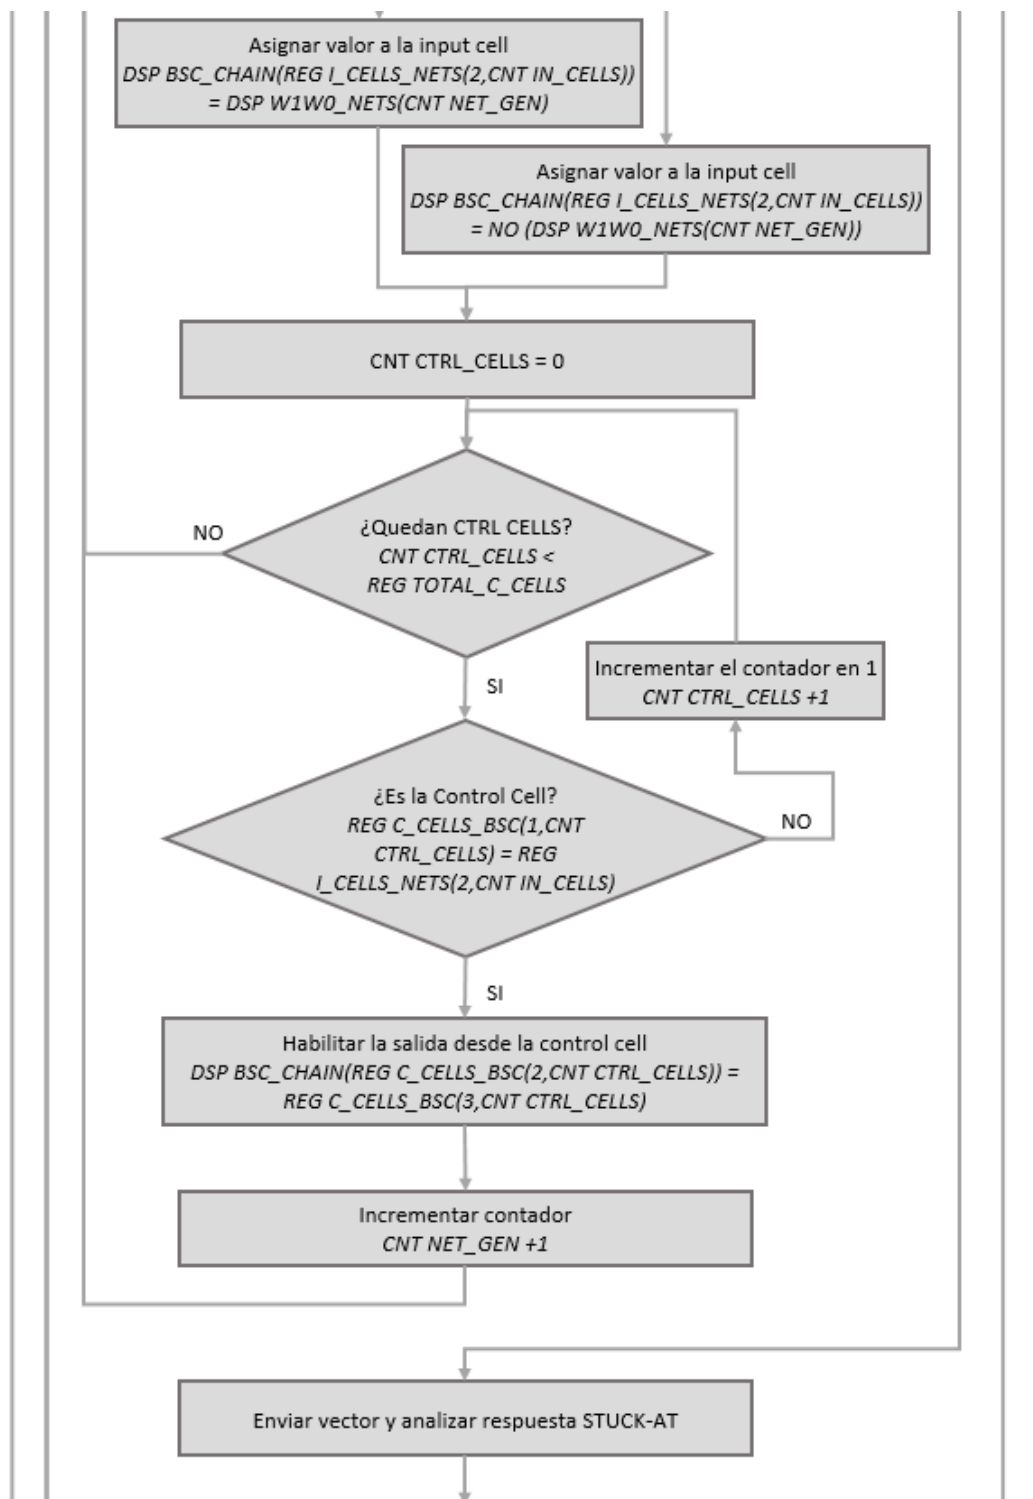 Asignar valor a la input cell
DSP BSC_CHAIN(REG I_CELLS_NETS(2,CNT IN_CELLS))
= DSP W1W0_NETS(CNT NET_GEN)
Asignar valor a la input cell
DSP BSC_CHAIN(REG I_CELLS_NETS(2,CNT IN_CELLS))
= NO (DSP W1W0_NETS(CNT NET_GEN))
CNT CTRL_CELLS = 0
¿Quedan CTRL CELLS?
CNT CTRL_CELLS <
REG TOTAL_C_CELLS
NO
SI
Incrementar el contador en 1
CNT CTRL_CELLS +1
¿Es la Control Cell?
REG C_CELLS_BSC(1,CNT
CTRL_CELLS) = REG
I_CELLS_NETS(2,CNT IN_CELLS)
NO
SI
Habilitar la salida desde la control cell
DSP BSC_CHAIN(REG C_CELLS_BSC(2,CNT CTRL_CELLS)) =
REG C_CELLS_BSC(3,CNT CTRL_CELLS)
Incrementar contador
CNT NET_GEN +1
Enviar vector y analizar respuesta STUCK-AT